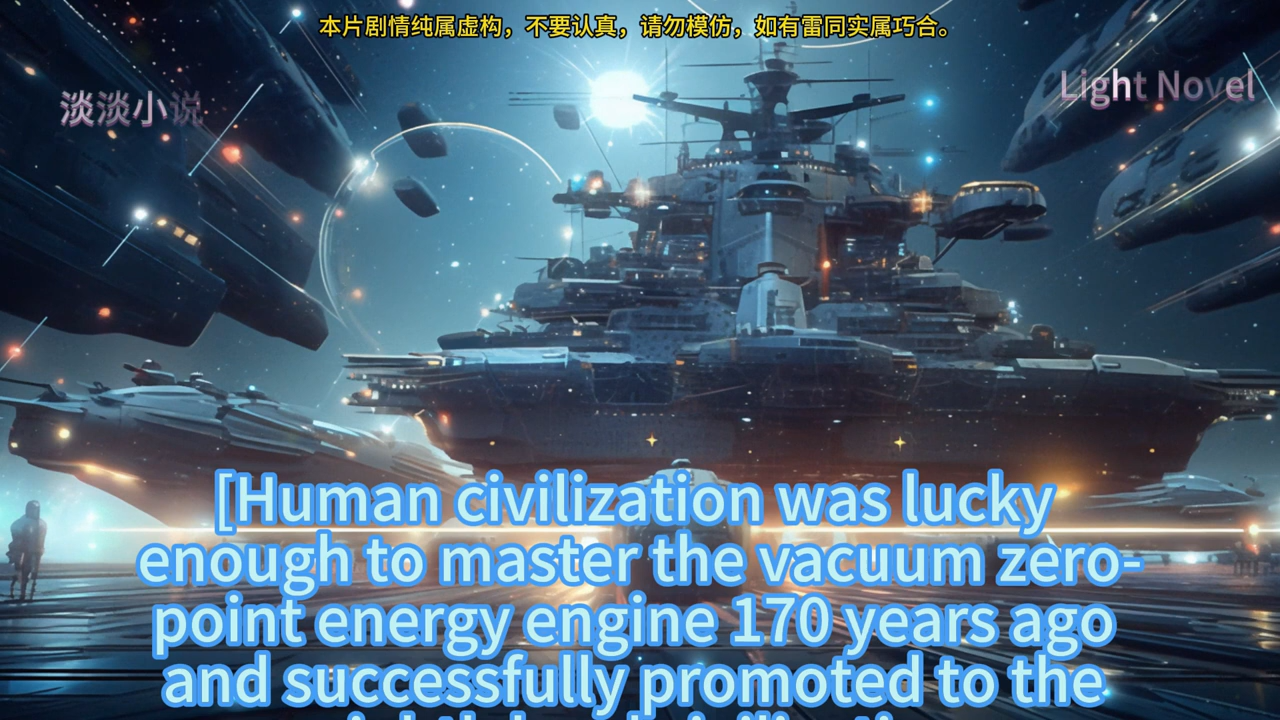 本片剧情纯属虚构，不要认真，请勿模仿，如有雷同实属巧合。
淡淡小说
Light Novel
[Human civilization was lucky
enough to master the vacuum zero-
point energy engine 170 years ago
and successfully promoted to the